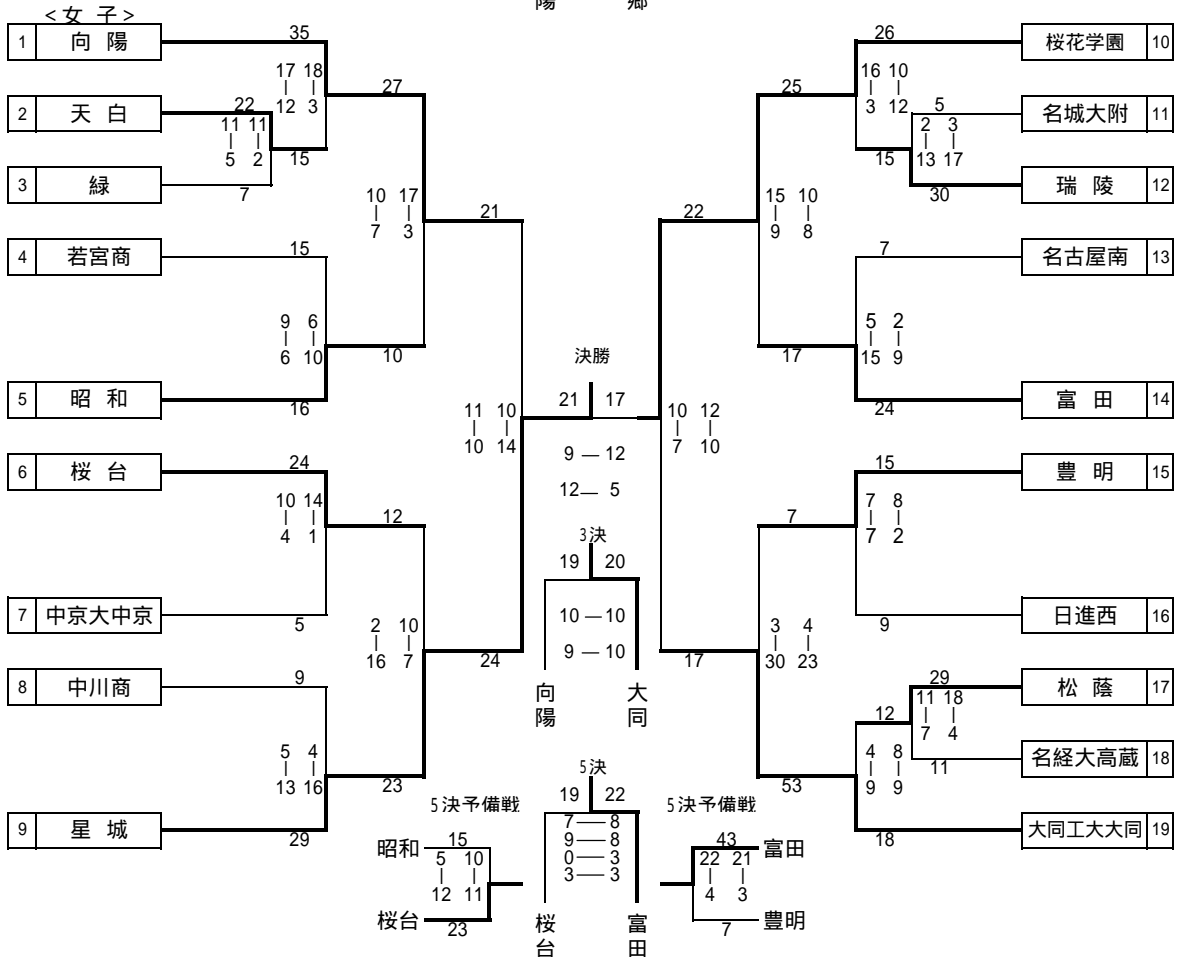 陽 郷
<女 子>
1 向 陽 35 26 桜花学園 10
17 18 16 10
27 25
12 3 3 12
2 天 白 22 5 名城大附 11
11 11 2 3
5 2 15 15 13 17
3 緑 7 30 瑞 陵 12
10 17 15 10
21 22
7 3 9 8
4 若宮商 15 7 名古屋南 13
9 6 5 2
6 10 10 17 15 9
決勝
5 昭 和 16 24 富 田 14
21 17
11 10 10 12
10 14 7 10
9 — 12
6 桜 台 24 15 豊 明 15
12 — 5
10 14 7 8
12 7
4 1 7 2
3決
19 20
7 中京大中京 5 9 日進西 16
10 — 10
2 10 3 4
9 — 10
16 7 24 17 30 23
8 中川商 9 29 松 蔭 17
向陽 大同
11 18
12
7 4
5 4 4 8
11 名経大高蔵 18
13 16 9 9
5決
23 53
5決予備戦 19 22 5決予備戦
9 星 城 29 18 大同工大大同 19
7 — 8
9 — 8
0 — 3
3 — 3
昭和 15 43 富田
5 10 22 21
12 11 4 3
桜台 23 7 豊明
桜台 富田